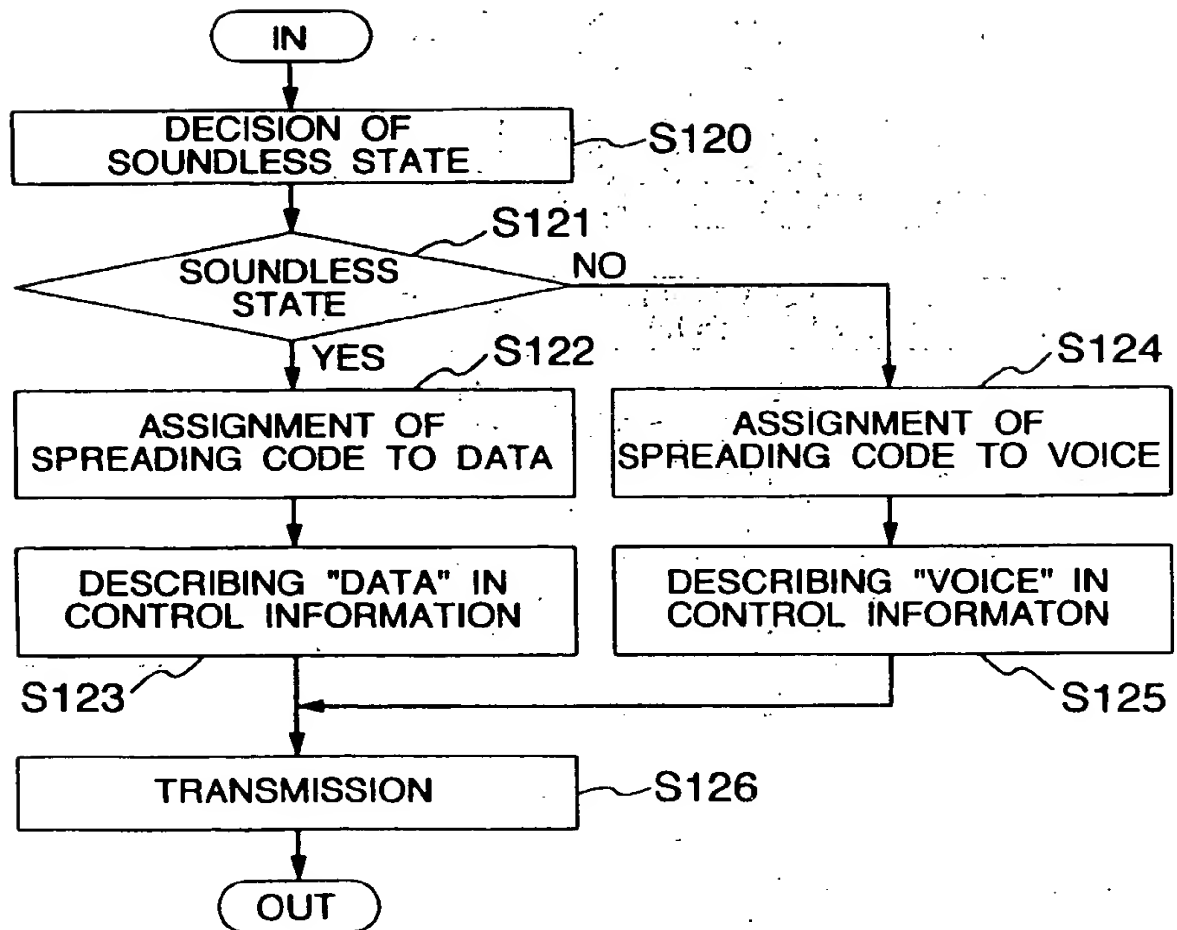 IN
DECISION OF
SOUNDLESS STATE
S120
S121
SOUNDLESS
STATE
NO
YES
S122
S124
ASSIGNMENT OF
SPREADING CODE TO DATA
ASSIGNMENT OF
SPREADING CODE TO VOICE
DESCRIBING "DATA" IN
CONTROL INFORMATION
DESCRIBING "VOICE" IN
CONTROL INFORMATON
S123
S125
TRANSMISSION
S126
OUT